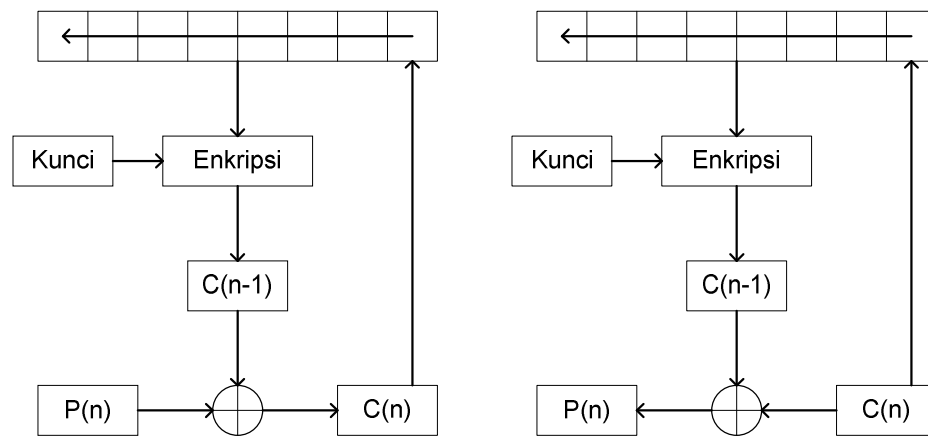 Kunci
Enkripsi
C(n-1)
P(n)
C(n)
Kunci
Enkripsi
C(n-1)
P(n)
C(n)